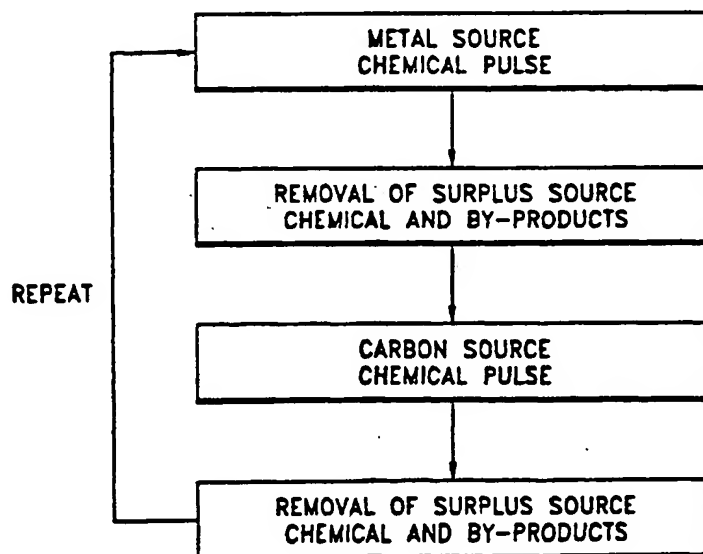 METAL SOURCE
CHEMICAL PULSE
REMOVAL OF SURPLUS SOURCE
CHEMICAL AND BY-PRODUCTS
REPEAT
CARBON SOURCE
CHEMICAL PULSE
REMOVAL OF SURPLUS SOURCE
CHEMICAL AND BY-PRODUCTS